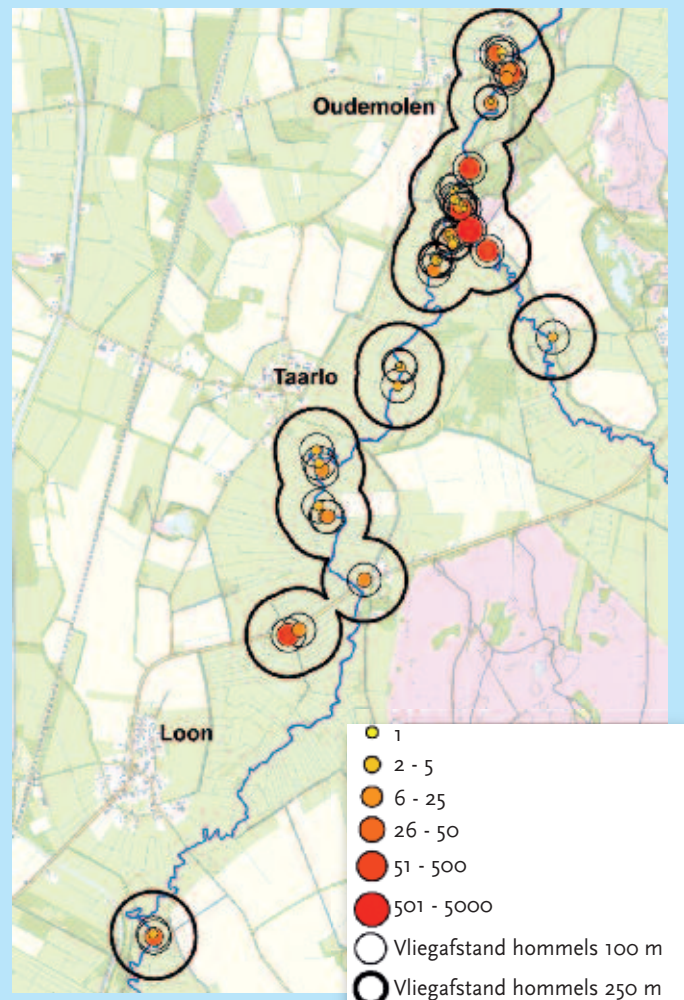 Oudemolen
Taarlo
Loon
1
2 - 5
6 - 25
26 - 50
51 - 500
501 - 5000
Vliegafstand hommels 100 m
Vliegafstand hommels 250 m